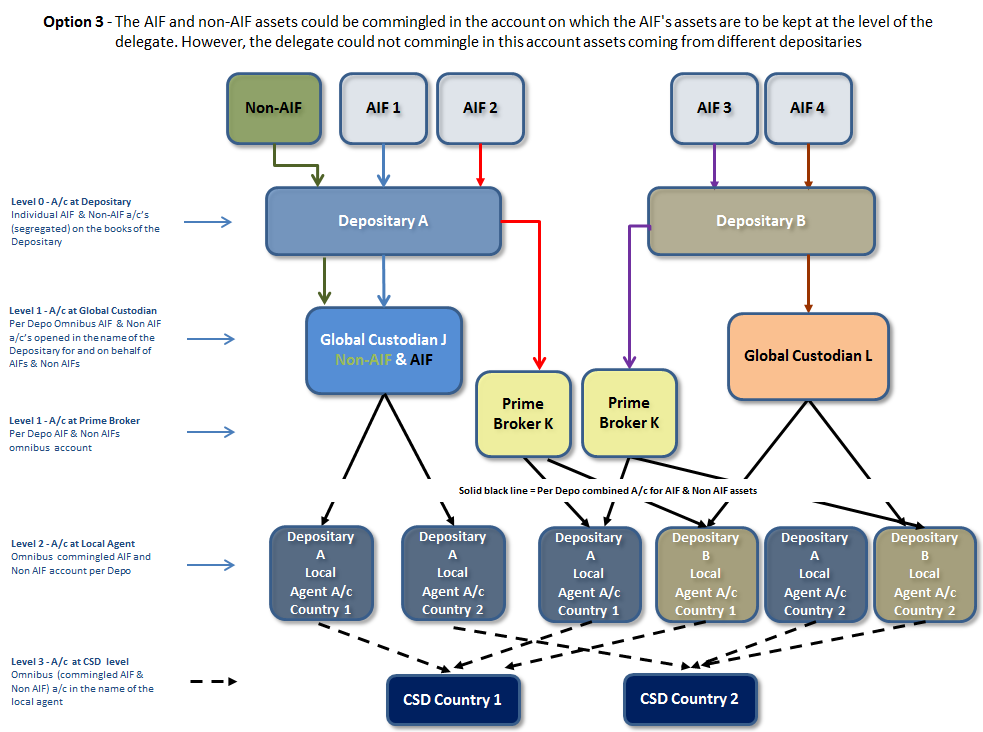 Option 3 - The AIF and non-AIF assets could be commingled in the account on which the AIF's assets are to be kept at the level of the
delegate. However, the delegate could not commingle in this account assets coming from different depositaries
Non-AIF
AIF 1
AIF 2
AIF 3
AIF 4
Level 0 - A/c at Depositary
Individual AIF & Non-AIF a/c's
(segregated) on the books of the
Depositary
Depositary A
Depositary B
Level 1 - A/c at Global Custodian
Per Depo Omnibus AIF & Non AIF
a/c's opened in the name of the
Depositary for and on behalf of
AIFs & Non AIFs
Global Custodian J
Non-AIF & AIF
Global Custodian L
Prime
Broker K
Prime
Broker K
Level 1 - A/c at Prime Broker
Per Depo AIF & Non AIFs
omnibus account
Solid black line = Per Depo combined A/c for AIF & Non AIF assets
Level 2 - A/c at Local Agent
Omnibus commingled AIF and
Non AIF account per Depo
Depositary
A
Local
Agent A/c
Country 1
Depositary
A
Local
Agent A/c
Country 2
Depositary
A
Local
Agent A/c
Country 1
Depositary
B
Local
Agent A/c
Country 1
Depositary
A
Local
Agent A/c
Country 2
Depositary
B
Local
Agent A/c
Country 2
Level 3 - A/c at CSD level
Omnibus (commingled AIF &
Non AIF) a/c in the name of the
local agent
CSD Country 1
CSD Country 2